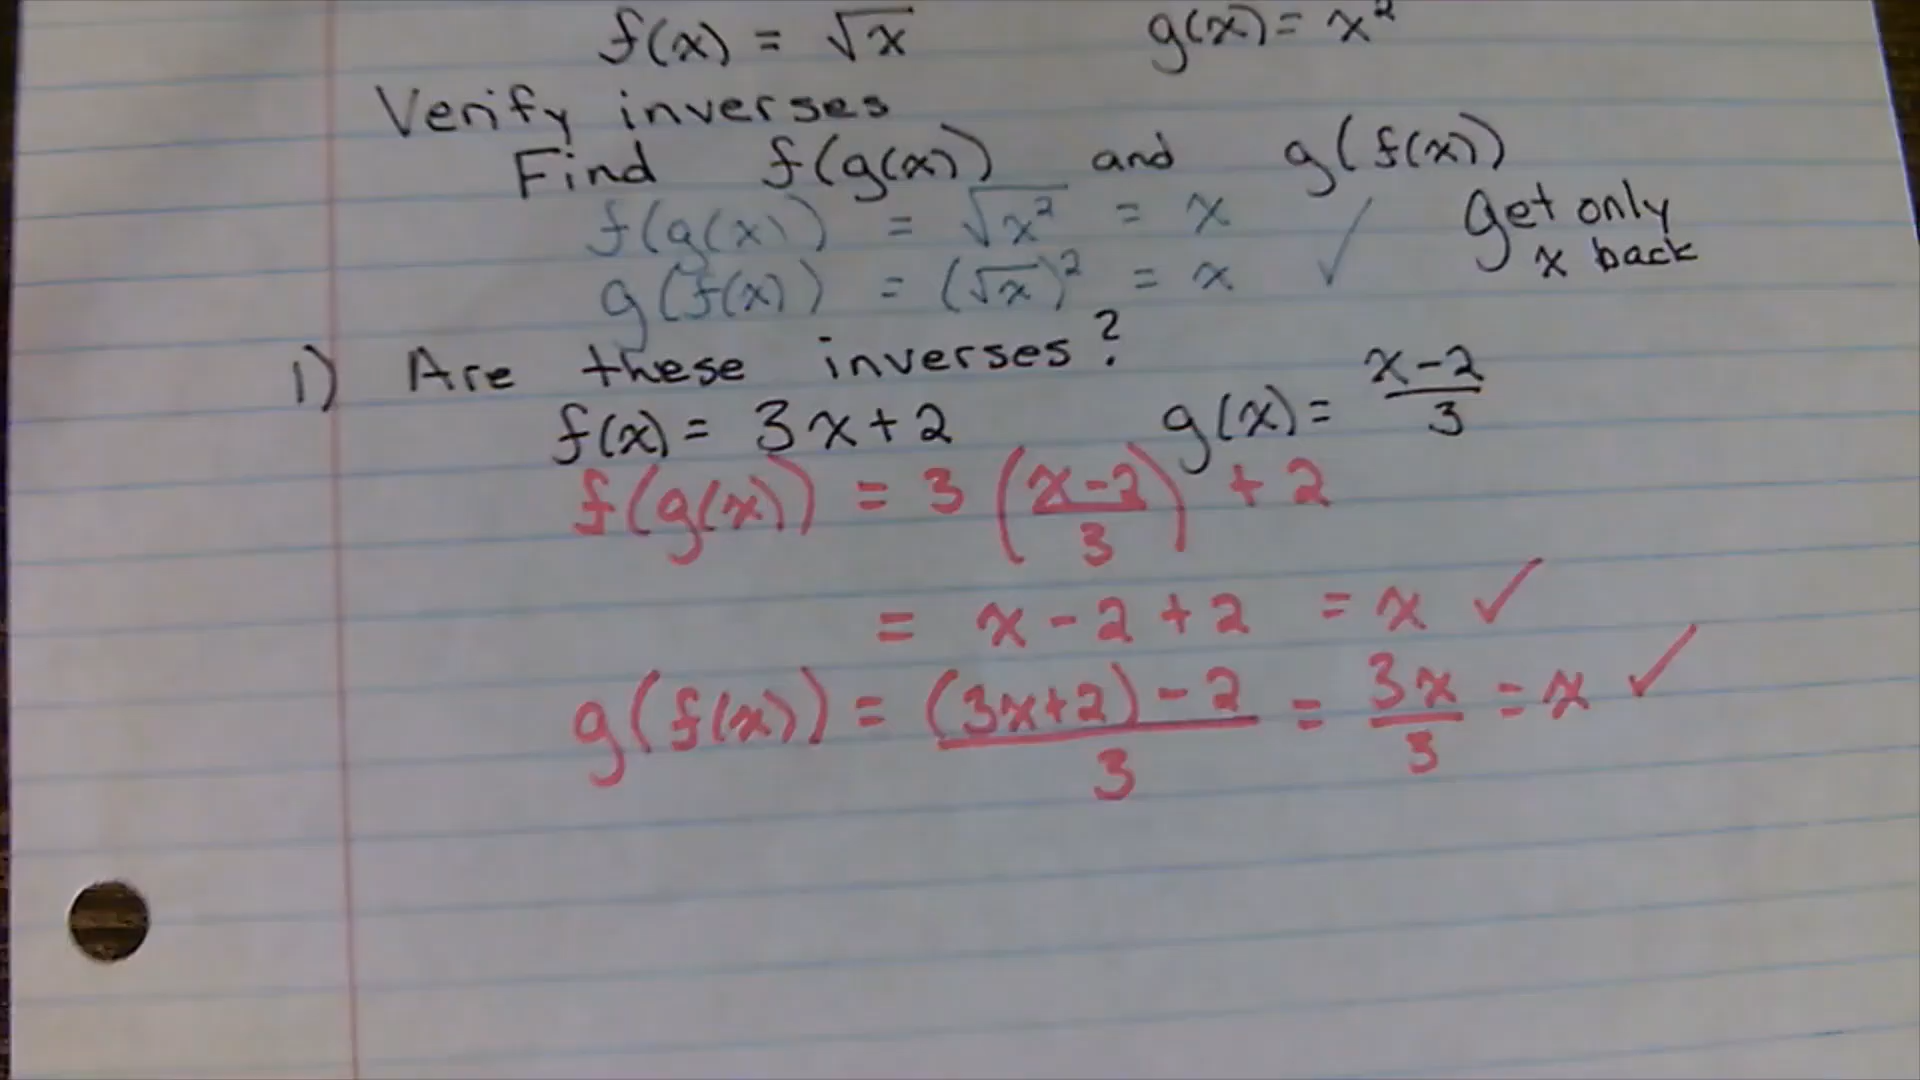 f(x) = √x g(x) = x²
Verify inverses
Find f(g(x)) and g(f(x))
f(g(x)) = √x² = x ✓ get only
x back
g(f(x)) = (√x)² = x
1) Are these inverses?
f(x) = 3x+2 g(x) = (x-2)/3
f(g(x)) = 3((x-2)/3) + 2
= x - 2 + 2 = x ✓
g(f(x)) = ((3x+2) - 2)/3 = 3x/3 = x ✓